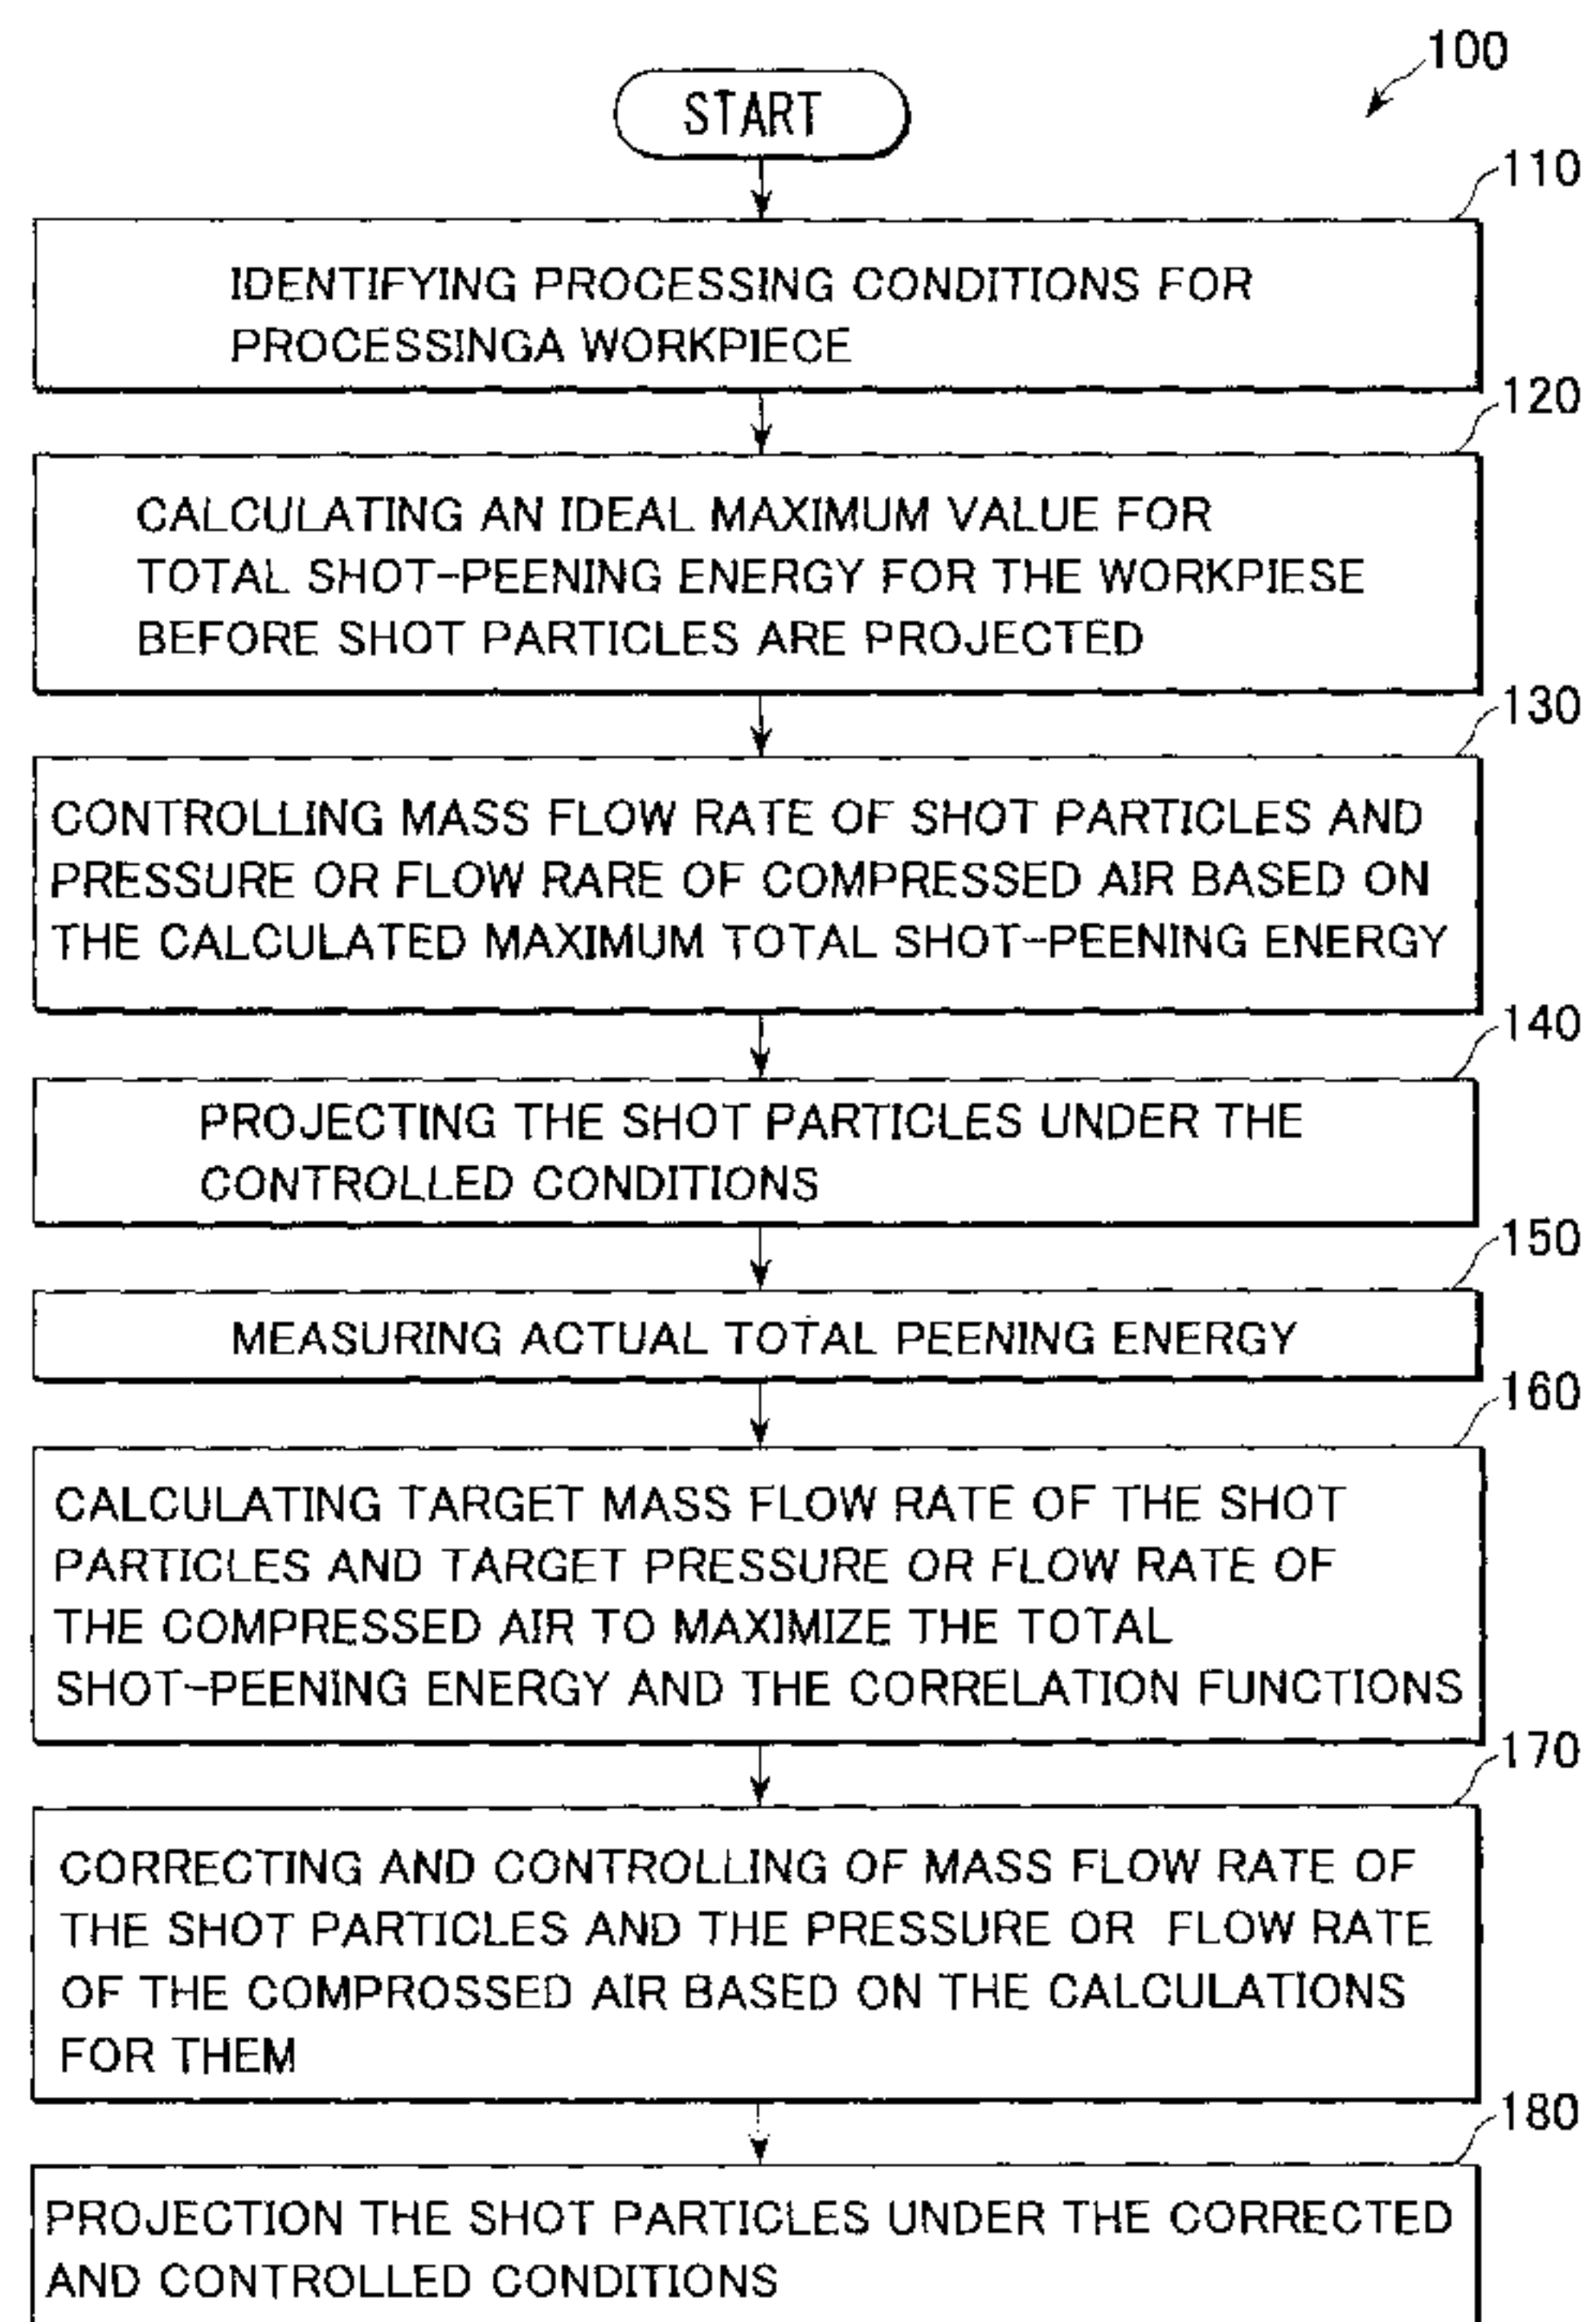 100
START
110
IDENTIFYING PROCESSING CONDITIONS FOR
PROCESSINGA WORKPIECE
120
CALCULATING AN IDEAL MAXIMUM VALUE FOR
TOTAL SHOT-PEENING ENERGY FOR THE WORKPIESE
BEFORE SHOT PARTICLES ARE PROJECTED
130
CONTROLLING MASS FLOW RATE OF SHOT PARTICLES AND
PRESSURE OR FLOW RARE OF COMPRESSED AIR BASED ON
THE CALCULATED MAXIMUM TOTAL SHOT-PEENING ENERGY
140
PROJECTING THE SHOT PARTICLES UNDER THE
CONTROLLED CONDITIONS
150
MEASURING ACTUAL TOTAL PEENING ENERGY
160
CALCULATING TARGET MASS FLOW RATE OF THE SHOT
PARTICLES AND TARGET PRESSURE OR FLOW RATE OF
THE COMPRESSED AIR TO MAXIMIZE THE TOTAL
SHOT-PEENING ENERGY AND THE CORRELATION FUNCTIONS
170
CORRECTING AND CONTROLLING OF MASS FLOW RATE OF
THE SHOT PARTICLES AND THE PRESSURE OR FLOW RATE
OF THE COMPROSSED AIR BASED ON THE CALCULATIONS
FOR THEM
180
PROJECTION THE SHOT PARTICLES UNDER THE CORRECTED
AND CONTROLLED CONDITIONS